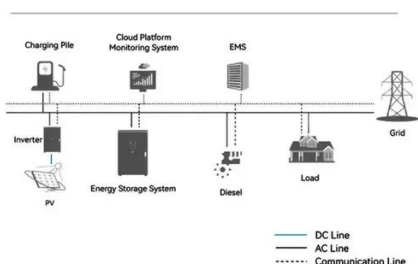 Cloud Platform
Charging Pile
Monitoring System
EMS
Grid
Inverter
Energy Storage System
Diesel
Load
PV
DC Line
AC Line
Communication Line